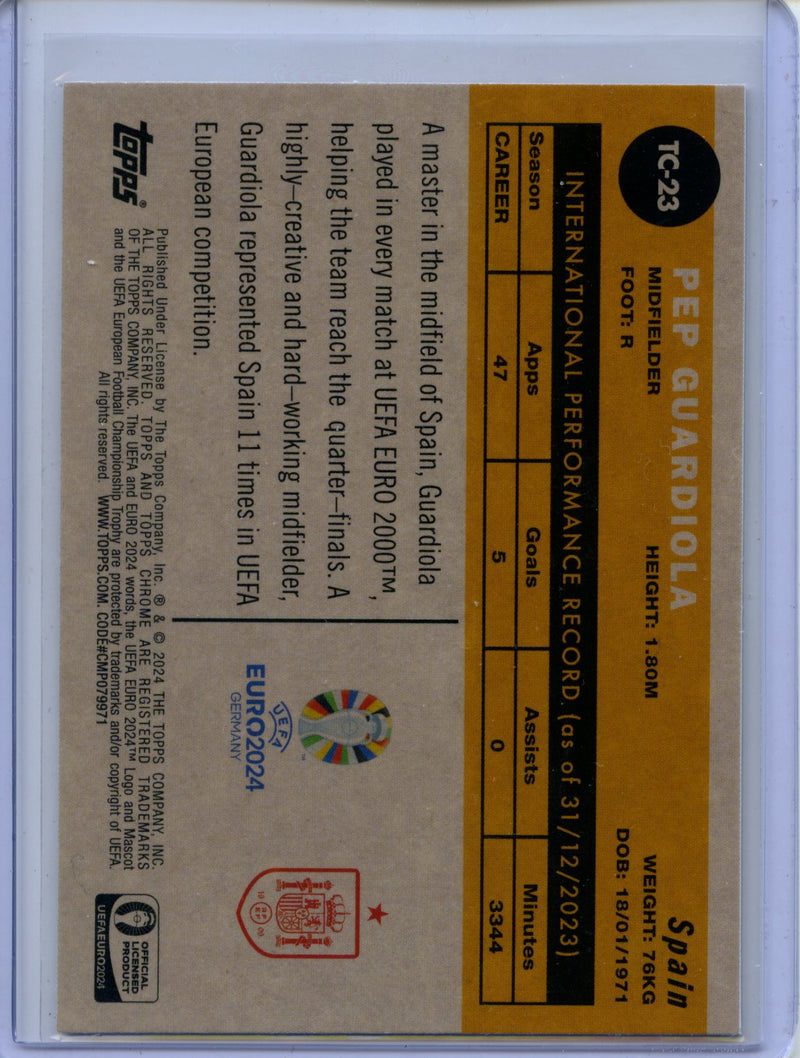 TC-23
PEP GUARDIOLA
Spain
MIDFIELDER
HEIGHT: 1.80M
WEIGHT: 76KG
FOOT: R
DOB: 18/01/1971
INTERNATIONAL PERFORMANCE RECORD (as of 31/12/2023)
Season Apps Goals Assists Minutes
CAREER 47 5 0 3344
A master in the midfield of Spain, Guardiola
played in every match at UEFA EURO 2000™,
helping the team reach the quarter-finals. A
highly-creative and hard-working midfielder,
Guardiola represented Spain 11 times in UEFA
European competition.
UEFA
EURO2024
GERMANY
TOPPS®
Published Under License by The Topps Company, Inc. ® & © 2024 THE TOPPS COMPANY, INC.
ALL RIGHTS RESERVED. TOPPS AND TOPPS CHROME ARE REGISTERED TRADEMARKS
OF THE TOPPS COMPANY, INC. The UEFA and EURO 2024 words, the UEFA EURO 2024™ Logo and Mascot
and the UEFA European Football Championship Trophy are protected by trademarks and/or copyright of UEFA.
All rights reserved. WWW.TOPPS.COM. CODE#CMP079971
OFFICIAL
LICENSED
PRODUCT
UEFAEURO2024